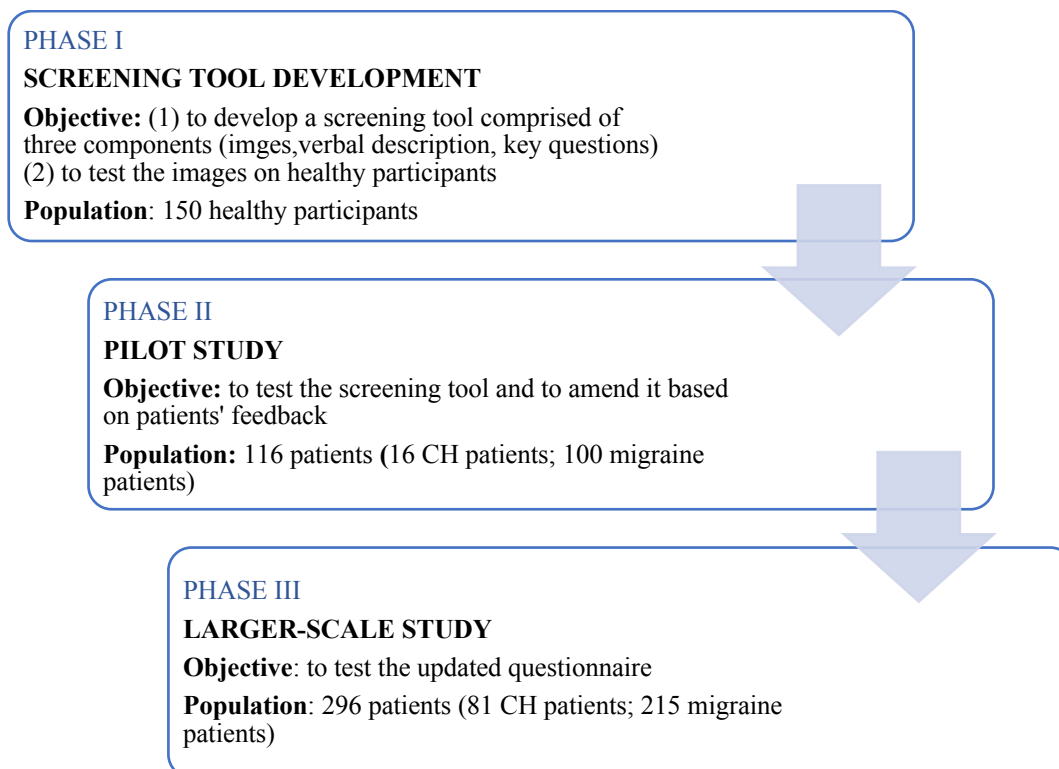 PHASE I
SCREENING TOOL DEVELOPMENT
Objective: (1) to develop a screening tool comprised of
three components (imges,verbal description, key questions)
(2) to test the images on healthy participants
Population: 150 healthy participants
PHASE II
PILOT STUDY
Objective: to test the screening tool and to amend it based
on patients' feedback
Population: 116 patients (16 CH patients; 100 migraine
patients)
PHASE III
LARGER-SCALE STUDY
Objective: to test the updated questionnaire
Population: 296 patients (81 CH patients; 215 migraine
patients)